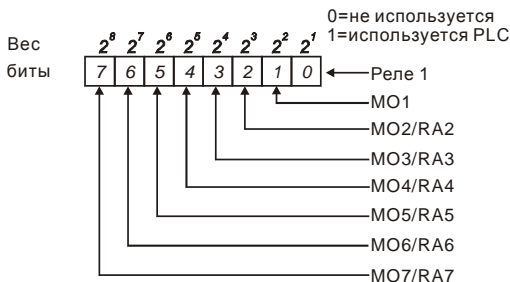 0=не используется
1=используется PLC
Вес 2⁸ 2⁷ 2⁶ 2⁵ 2⁴ 2³ 2² 2¹
биты 7 6 5 4 3 2 1 0 Реле 1
MO1
MO2/RA2
MO3/RA3
MO4/RA4
MO5/RA5
MO6/RA6
MO7/RA7